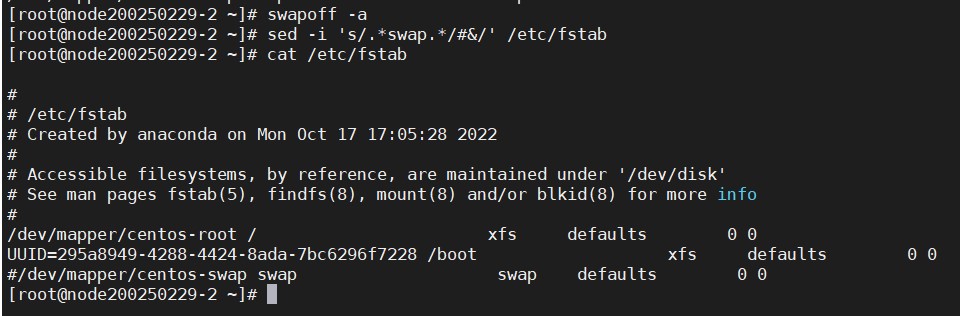 [root@node200250229-2 ~]# swapoff -a
[root@node200250229-2 ~]# sed -i 's/.*swap.*/#&/' /etc/fstab
[root@node200250229-2 ~]# cat /etc/fstab
#
# /etc/fstab
# Created by anaconda on Mon Oct 17 17:05:28 2022
#
# Accessible filesystems, by reference, are maintained under '/dev/disk'
# See man pages fstab(5), findfs(8), mount(8) and/or blkid(8) for more info
#
/dev/mapper/centos-root /                       xfs     defaults        0 0
UUID=295a8949-4288-4424-8ada-7bc6296f7228 /boot                   xfs     defaults        0 0
#/dev/mapper/centos-swap swap                    swap    defaults        0 0
[root@node200250229-2 ~]#